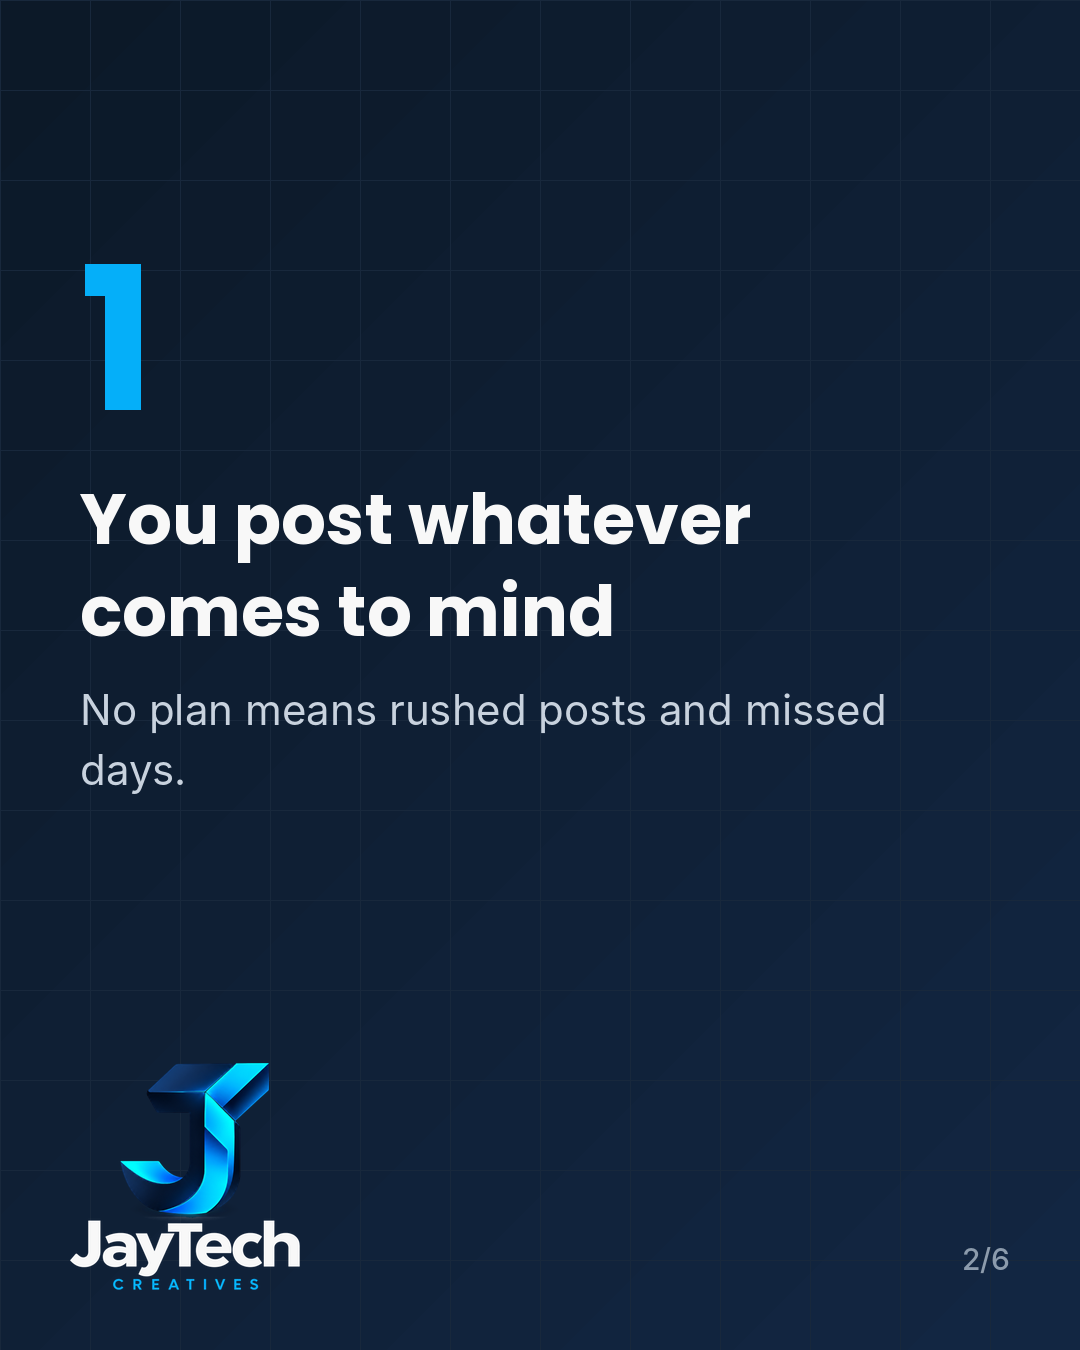 1
You post whatever
comes to mind
No plan means rushed posts and missed
days.
JayTech
CREATIVES
2/6